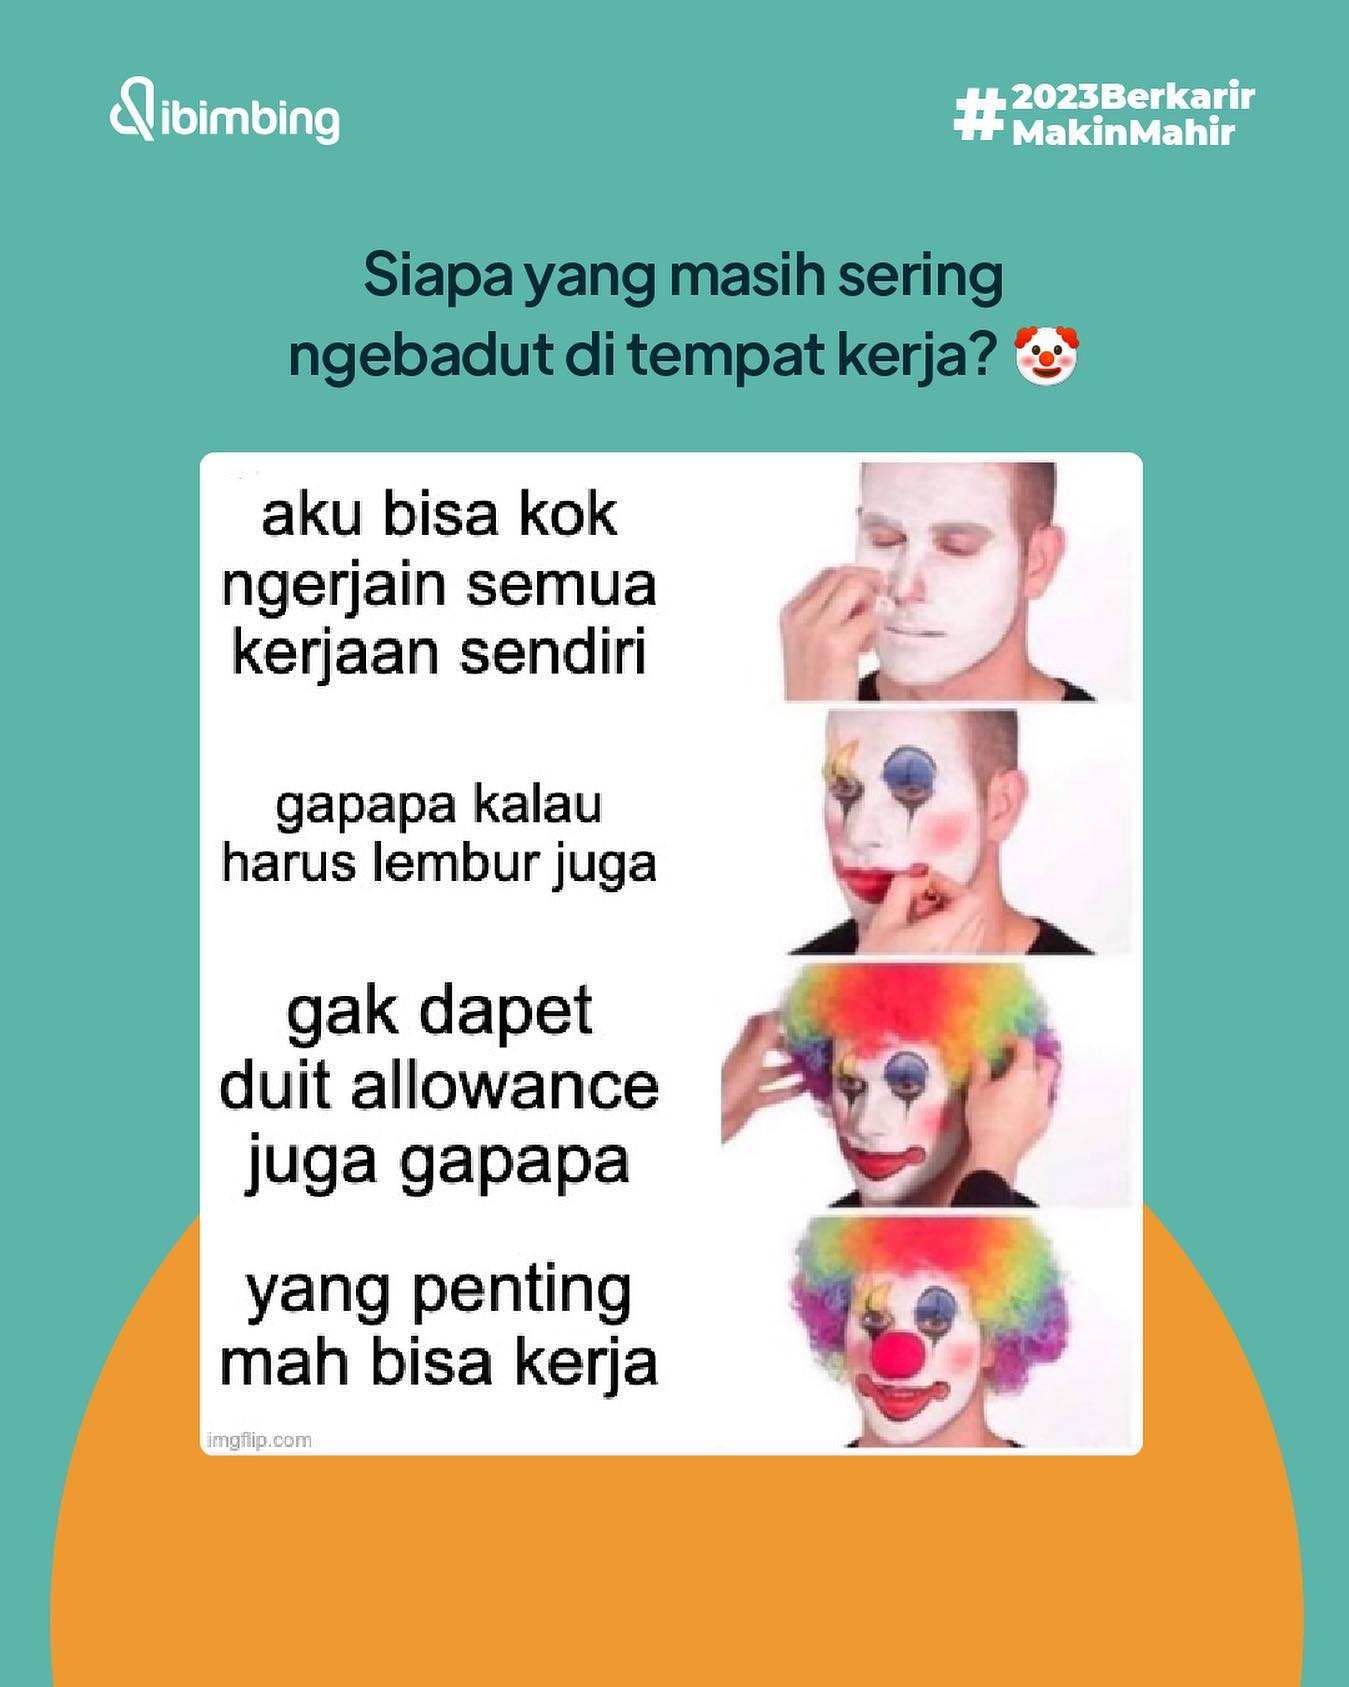 dibimbing
#2023Berkarir
MakinMahir
Siapa yang masih sering
ngebadut di tempat kerja? 🤡
aku bisa kok
ngerjain semua
kerjaan sendiri
gapapa kalau
harus lembur juga
gak dapet
duit allowance
juga gapapa
yang penting
mah bisa kerja
imgflip.com